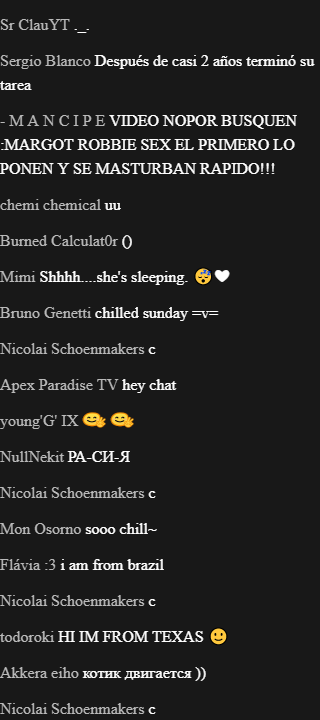 Sr ClauYT ._.
Sergio Blanco Después de casi 2 años terminó su
tarea
- M A N C I P E VIDEO NOPOR BUSQUEN
:MARGOT ROBBIE SEX EL PRIMERO LO
PONEN Y SE MASTURBAN RAPIDO!!!
chemi chemical uu
Burned Calculat0r ()
Mimi Shhhh....she's sleeping. 😴🤍
Bruno Genetti chilled sunday =v=
Nicolai Schoenmakers c
Apex Paradise TV hey chat
young'G' IX
NullNekit РА-СИ-Я
Nicolai Schoenmakers c
Mon Osorno sooo chill~
Flávia :3 i am from brazil
Nicolai Schoenmakers c
todoroki HI IM FROM TEXAS 🙂
Akkera eiho котик двигается ))
Nicolai Schoenmakers c